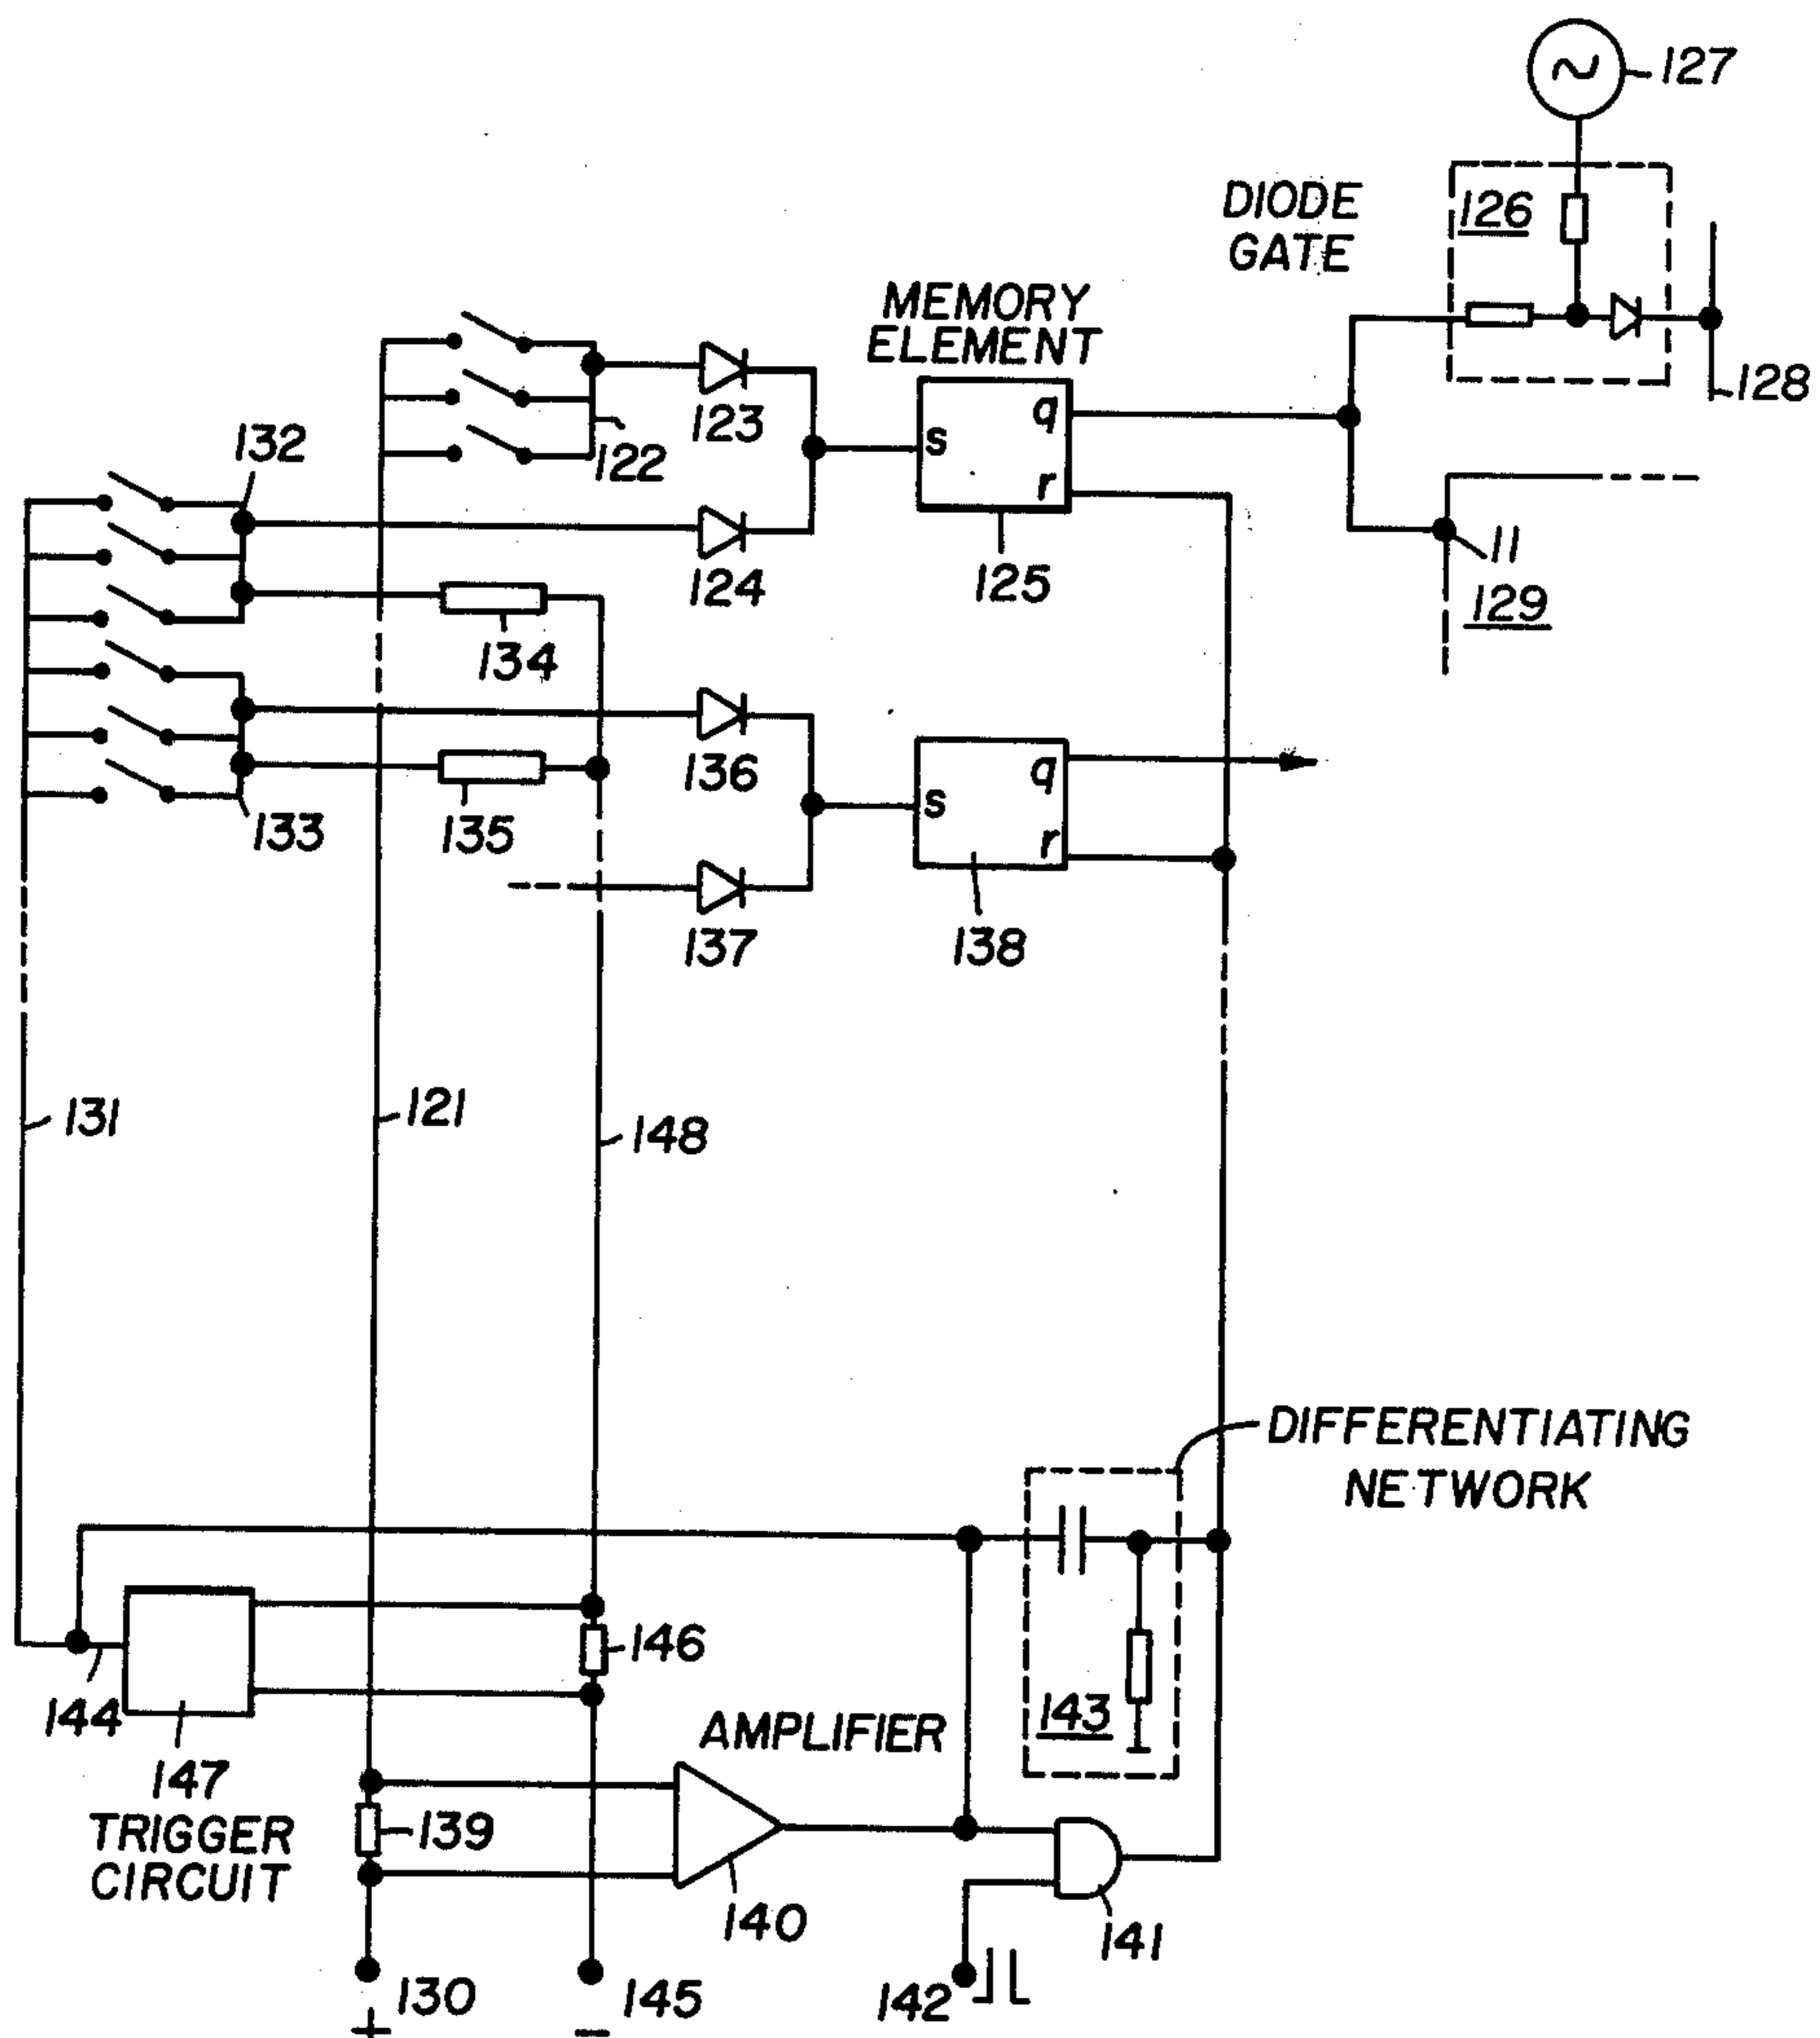 ~
127
DIODE
GATE
126
128
MEMORY
ELEMENT
123
122
132
s
q
r
124
125
11
129
134
136
s
q
r
133
135
137
138
131
121
148
DIFFERENTIATING
NETWORK
144
146
143
AMPLIFIER
147
TRIGGER
CIRCUIT
139
140
141
130
145
142
+
−